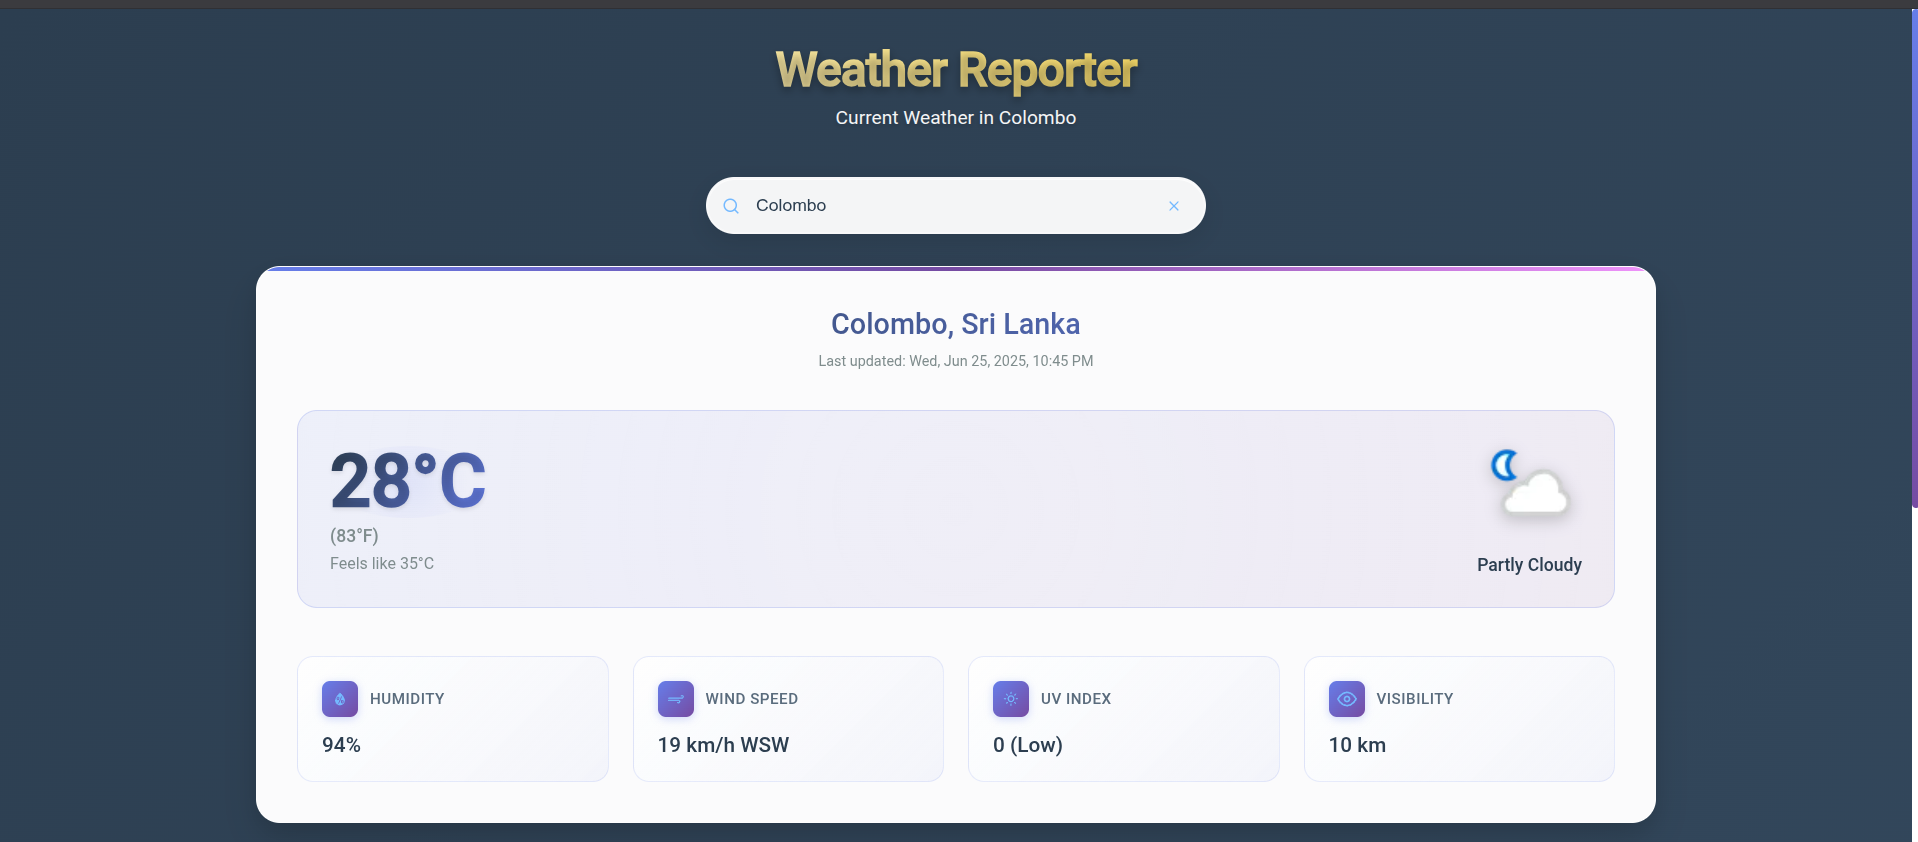 Weather Reporter
Current Weather in Colombo
Colombo
Colombo, Sri Lanka
Last updated: Wed, Jun 25, 2025, 10:45 PM
28°C
(83°F)
Feels like 35°C
Partly Cloudy
HUMIDITY
94%
WIND SPEED
19 km/h WSW
UV INDEX
0 (Low)
VISIBILITY
10 km